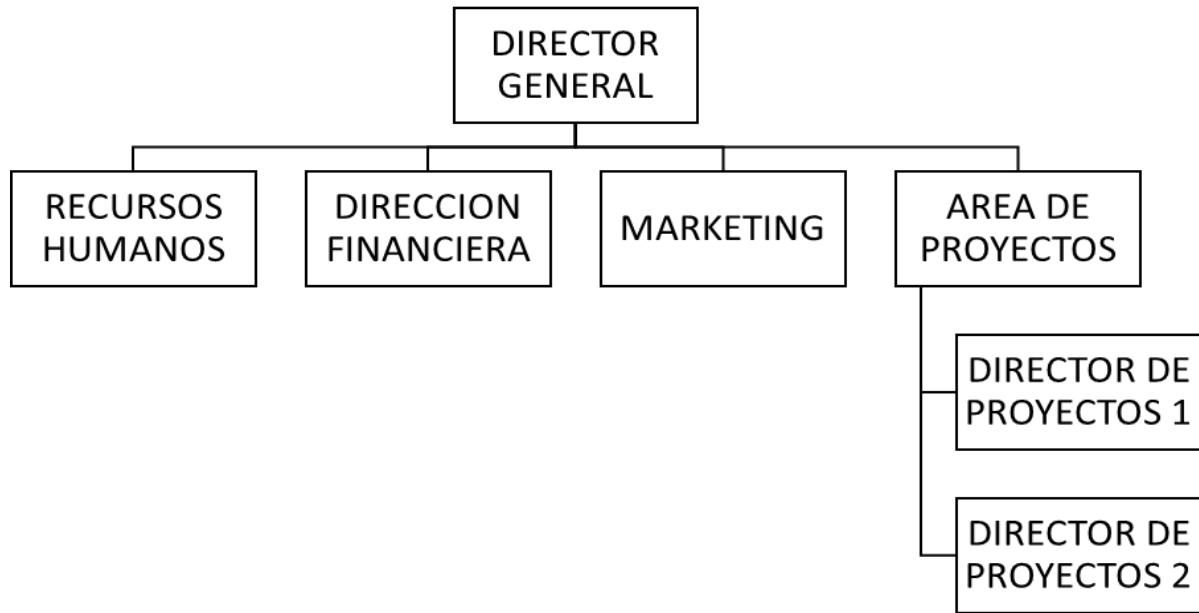 DIRECTOR
GENERAL
RECURSOS
HUMANOS
DIRECCION
FINANCIERA
MARKETING
AREA DE
PROYECTOS
DIRECTOR DE
PROYECTOS 1
DIRECTOR DE
PROYECTOS 2